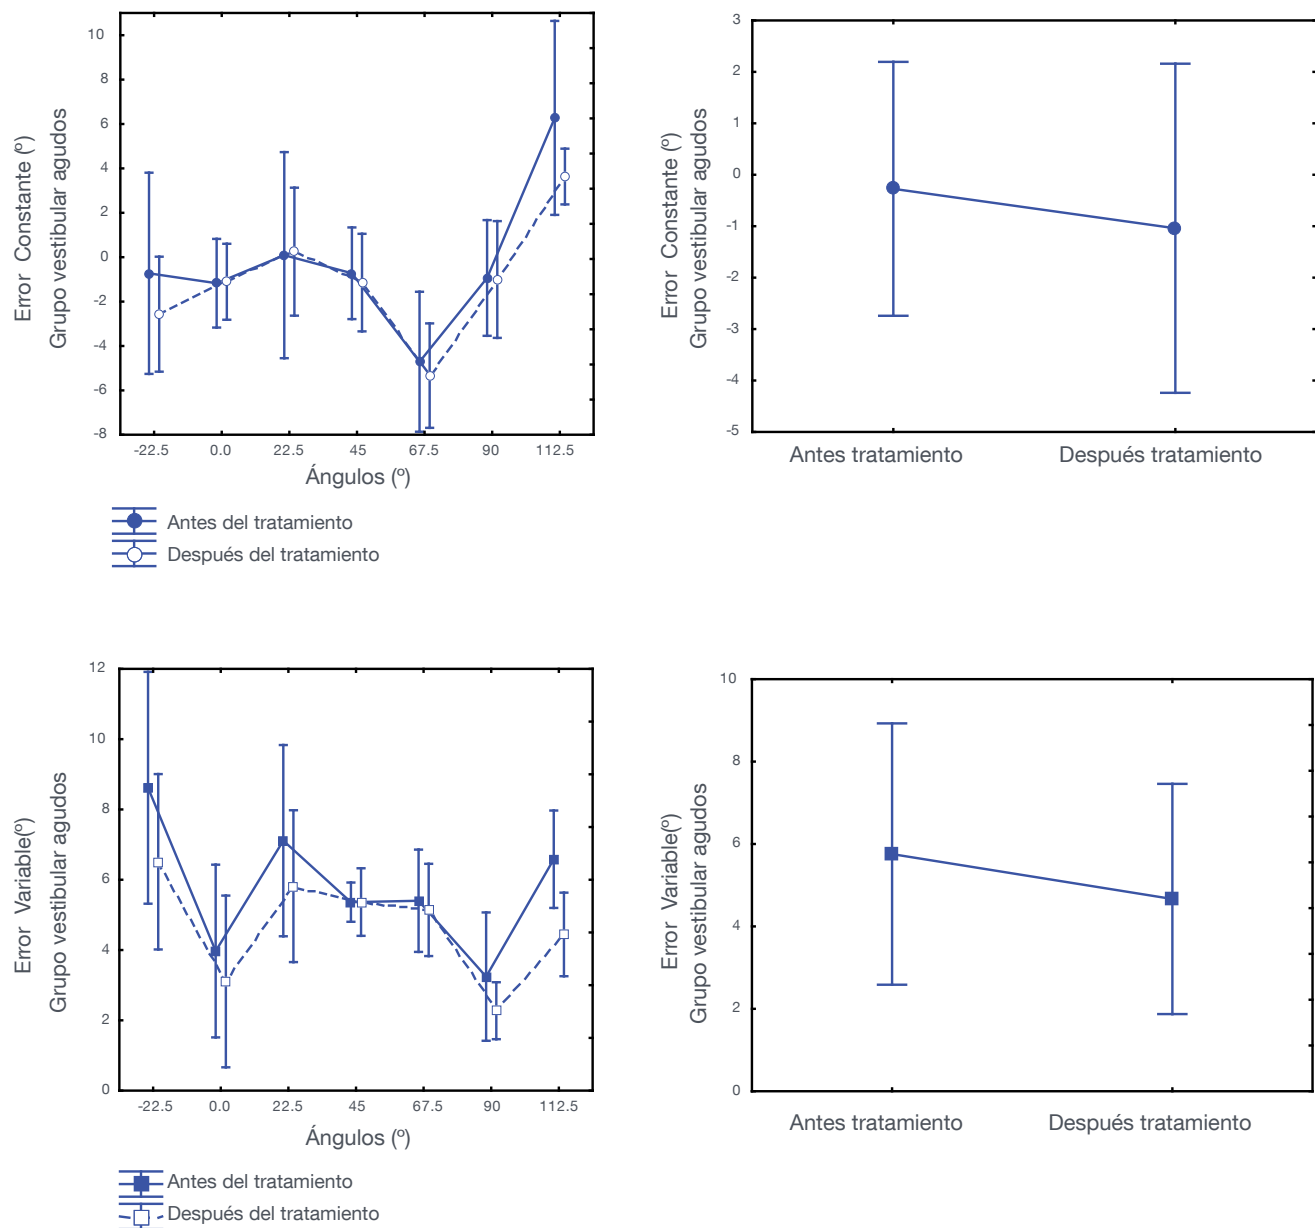 Error Constante (º)
Grupo vestibular agudos
10
8
6
4
2
0
-2
-4
-6
-8
-22.5 0.0 22.5 45 67.5 90 112.5
Ángulos (º)
Antes del tratamiento
Después del tratamiento
Error Constante (º)
Grupo vestibular agudos
3
2
1
0
-1
-2
-3
-4
-5
Antes tratamiento Después tratamiento
Error Variable(º)
Grupo vestibular agudos
12
10
8
6
4
2
0
-22.5 0.0 22.5 45 67.5 90 112.5
Ángulos (º)
Antes del tratamiento
Después del tratamiento
Error Variable(º)
Grupo vestibular agudos
10
8
6
4
2
0
Antes tratamiento Después tratamiento